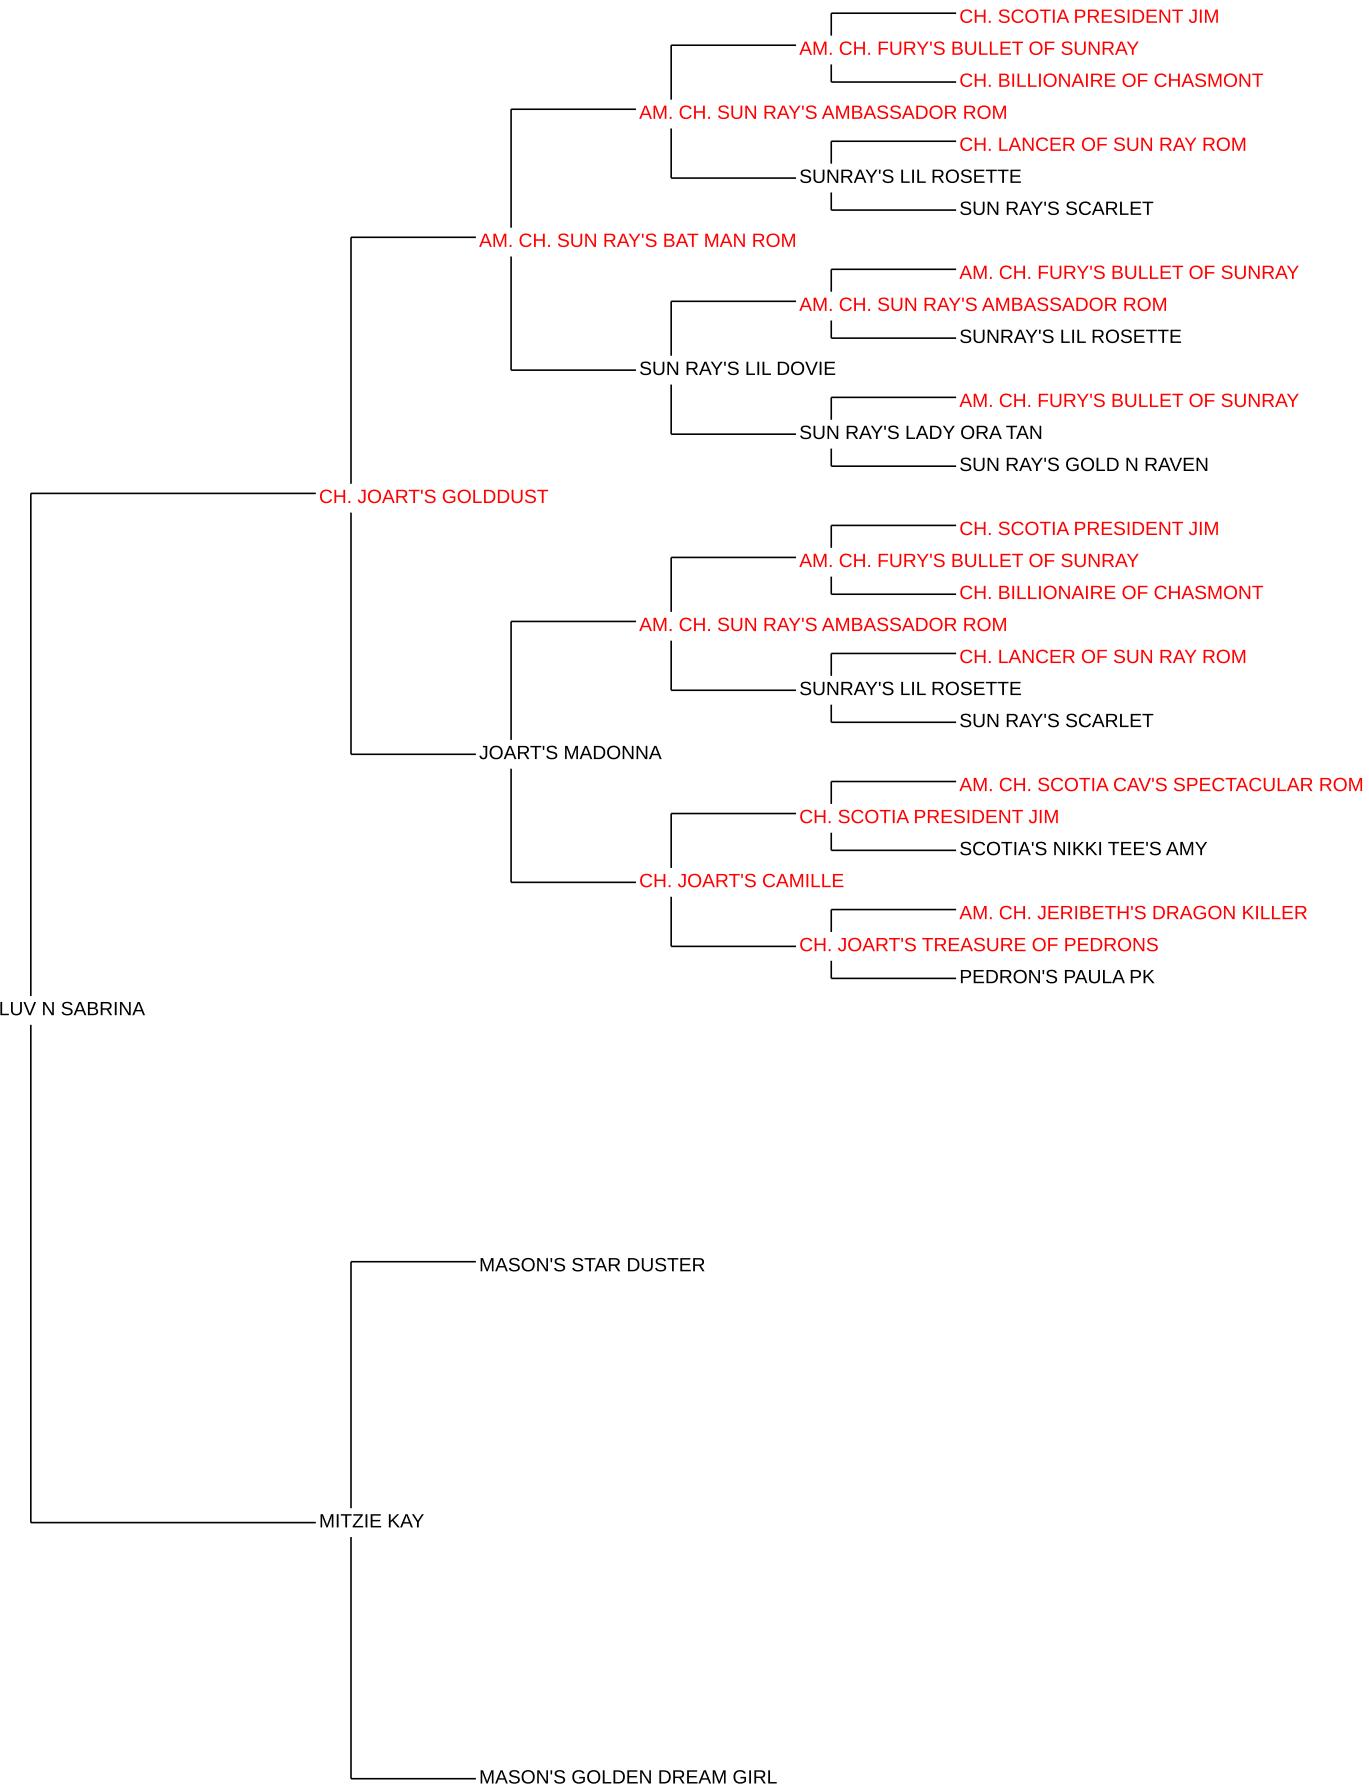 CH. SCOTIA PRESIDENT JIM
AM. CH. FURY'S BULLET OF SUNRAY
CH. BILLIONAIRE OF CHASMONT
AM. CH. SUN RAY'S AMBASSADOR ROM
CH. LANCER OF SUN RAY ROM
SUNRAY'S LIL ROSETTE
SUN RAY'S SCARLET
AM. CH. SUN RAY'S BAT MAN ROM
AM. CH. FURY'S BULLET OF SUNRAY
AM. CH. SUN RAY'S AMBASSADOR ROM
SUNRAY'S LIL ROSETTE
SUN RAY'S LIL DOVIE
AM. CH. FURY'S BULLET OF SUNRAY
SUN RAY'S LADY ORA TAN
SUN RAY'S GOLD N RAVEN
CH. JOART'S GOLDDUST
CH. SCOTIA PRESIDENT JIM
AM. CH. FURY'S BULLET OF SUNRAY
CH. BILLIONAIRE OF CHASMONT
AM. CH. SUN RAY'S AMBASSADOR ROM
CH. LANCER OF SUN RAY ROM
SUNRAY'S LIL ROSETTE
SUN RAY'S SCARLET
JOART'S MADONNA
AM. CH. SCOTIA CAV'S SPECTACULAR ROM
CH. SCOTIA PRESIDENT JIM
SCOTIA'S NIKKI TEE'S AMY
CH. JOART'S CAMILLE
AM. CH. JERIBETH'S DRAGON KILLER
CH. JOART'S TREASURE OF PEDRONS
PEDRON'S PAULA PK
LUV N SABRINA
MASON'S STAR DUSTER
MITZIE KAY
MASON'S GOLDEN DREAM GIRL